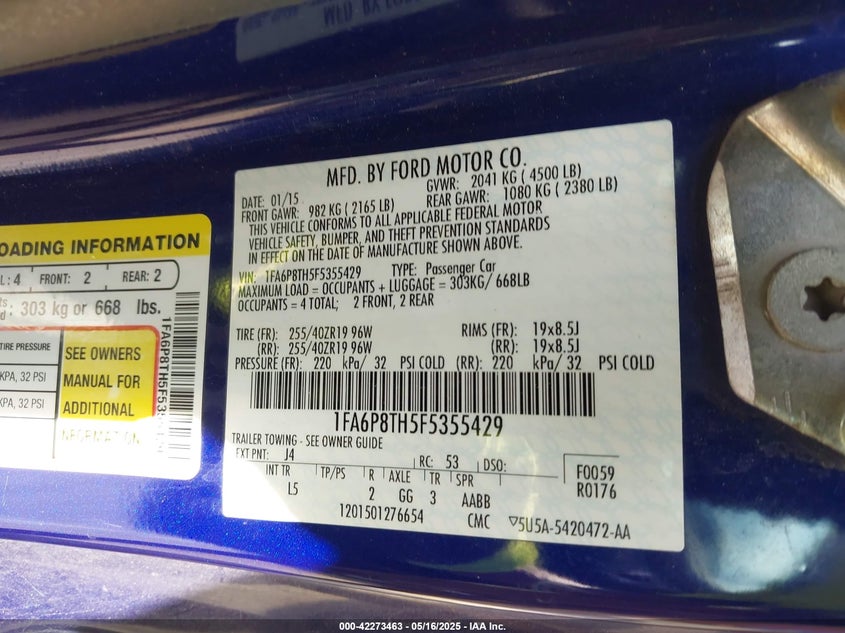 MFD. BY FORD MOTOR CO.
DATE: 01/15
GVWR: 2041 KG ( 4500 LB)
FRONT GAWR: 982 KG ( 2165 LB)
REAR GAWR: 1080 KG ( 2380 LB)
THIS VEHICLE CONFORMS TO ALL APPLICABLE FEDERAL MOTOR
VEHICLE SAFETY, BUMPER, AND THEFT PREVENTION STANDARDS
IN EFFECT ON THE DATE OF MANUFACTURE SHOWN ABOVE.
VIN: 1FA6P8TH5F5355429 TYPE: Passenger Car
MAXIMUM LOAD = OCCUPANTS + LUGGAGE = 303KG/ 668LB
OCCUPANTS = 4 TOTAL; 2 FRONT, 2 REAR
TIRE (FR): 255/40ZR19 96W RIMS (FR): 19x8.5J
(RR): 255/40ZR19 96W (RR): 19x8.5J
PRESSURE (FR): 220 kPa/ 32 PSI COLD (RR): 220 kPa/ 32 PSI COLD
1FA6P8TH5F5355429
TRAILER TOWING - SEE OWNER GUIDE
EXT PNT: J4 RC: 53 DSO:
F0059
R0176
INT TR TP/PS R AXLE TR SPR
L5 2 GG 3 AABB
1201501276654 CMC ▽5U5A-5420472-AA
LOADING INFORMATION
: 4 FRONT: 2 REAR: 2
303 kg or 668 lbs.
TIRE PRESSURE
KPA, 32 PSI
KPA, 32 PSI
SEE OWNERS
MANUAL FOR
ADDITIONAL
INFORMATION
1FA6P8TH5F5355429
000-42273463 - 05/16/2025 - IAA Inc.